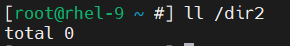 [root@rhel-9 ~ #] ll /dir2
total 0